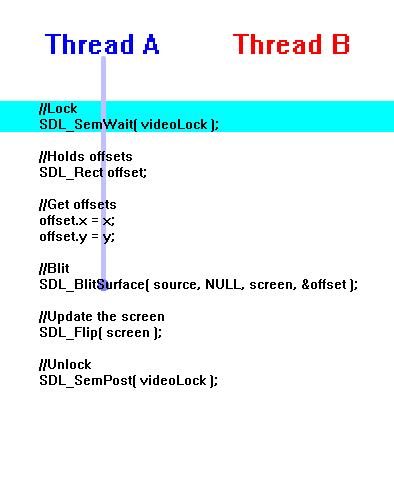 Thread A Thread B
//Lock
SDL_SemWait( videoLock );
//Holds offsets
SDL_Rect offset;
//Get offsets
offset.x = x;
offset.y = y;
//Blit
SDL_BlitSurface( source, NULL, screen, &offset );
//Update the screen
SDL_Flip( screen );
//Unlock
SDL_SemPost( videoLock );